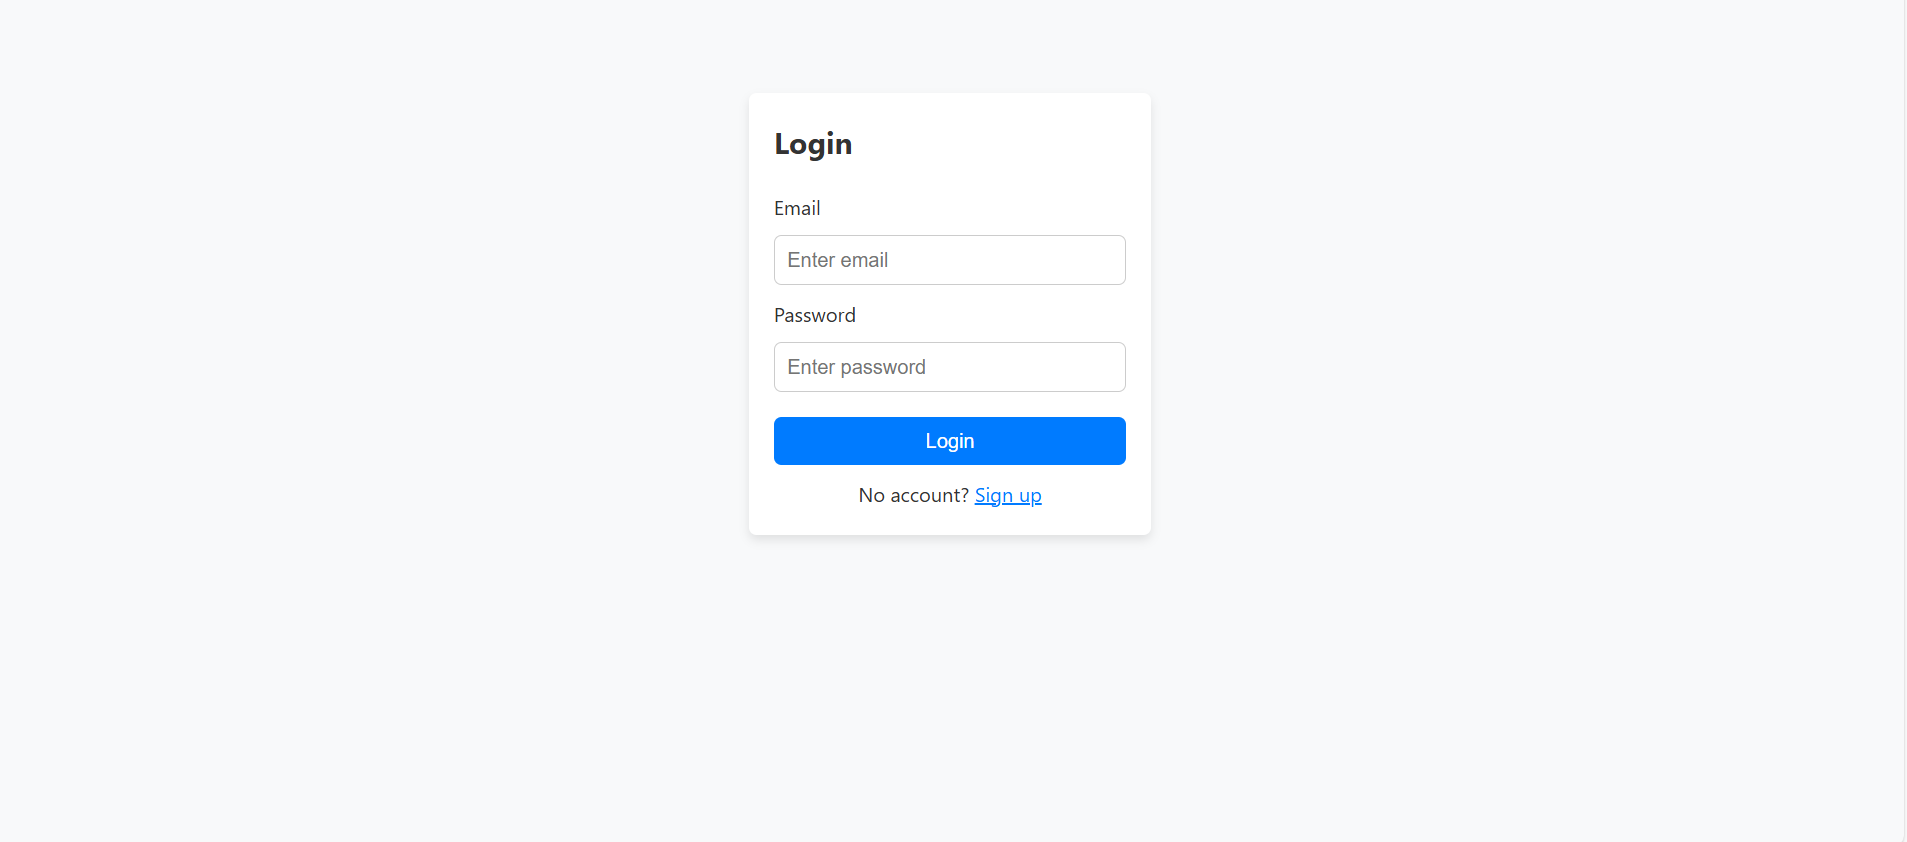 Login
Email
Enter email
Password
Enter password
Login
No account? Sign up